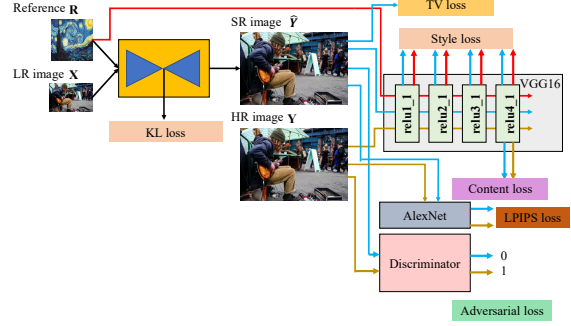 Reference R
LR image X
KL loss
SR image Ŷ
HR image Y
TV loss
Style loss
VGG16
relu1_1
relu2_1
relu3_1
relu4_1
Content loss
AlexNet
LPIPS loss
Discriminator
0
1
Adversarial loss